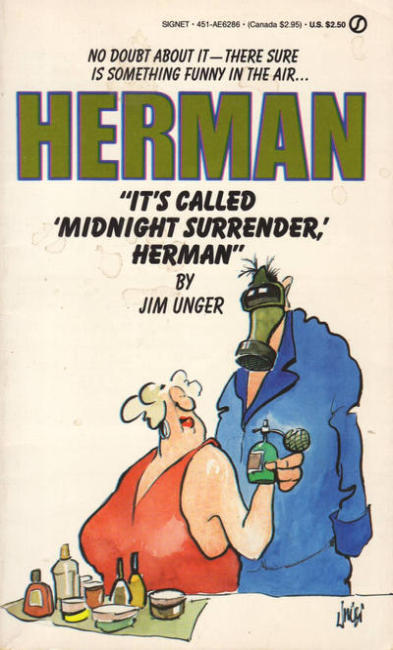 SIGNET • 451-AE6286 • (Canada $2.95) • U.S. $2.50
NO DOUBT ABOUT IT—THERE SURE
IS SOMETHING FUNNY IN THE AIR...
HERMAN
"IT'S CALLED
'MIDNIGHT SURRENDER,'
HERMAN"
BY
JIM UNGER